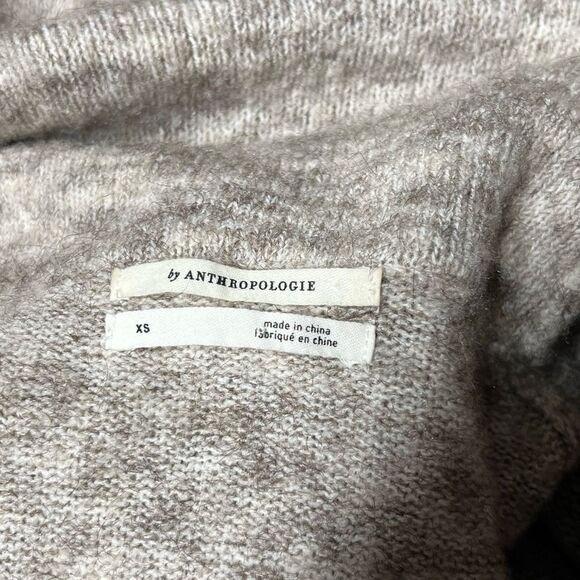 by ANTHROPOLOGIE
XS
made in china
fabriqué en chine